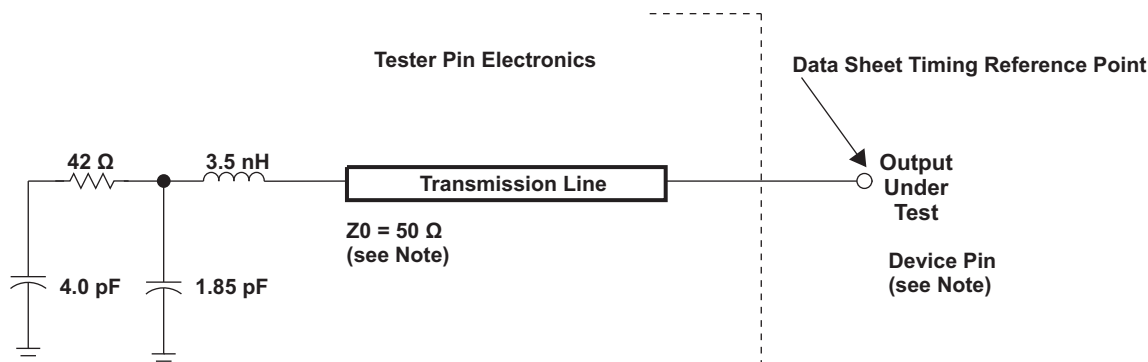 Tester Pin Electronics
Data Sheet Timing Reference Point
42 Ω
3.5 nH
Transmission Line
Output
Under
Test
Z0 = 50 Ω
(see Note)
Device Pin
(see Note)
4.0 pF
1.85 pF